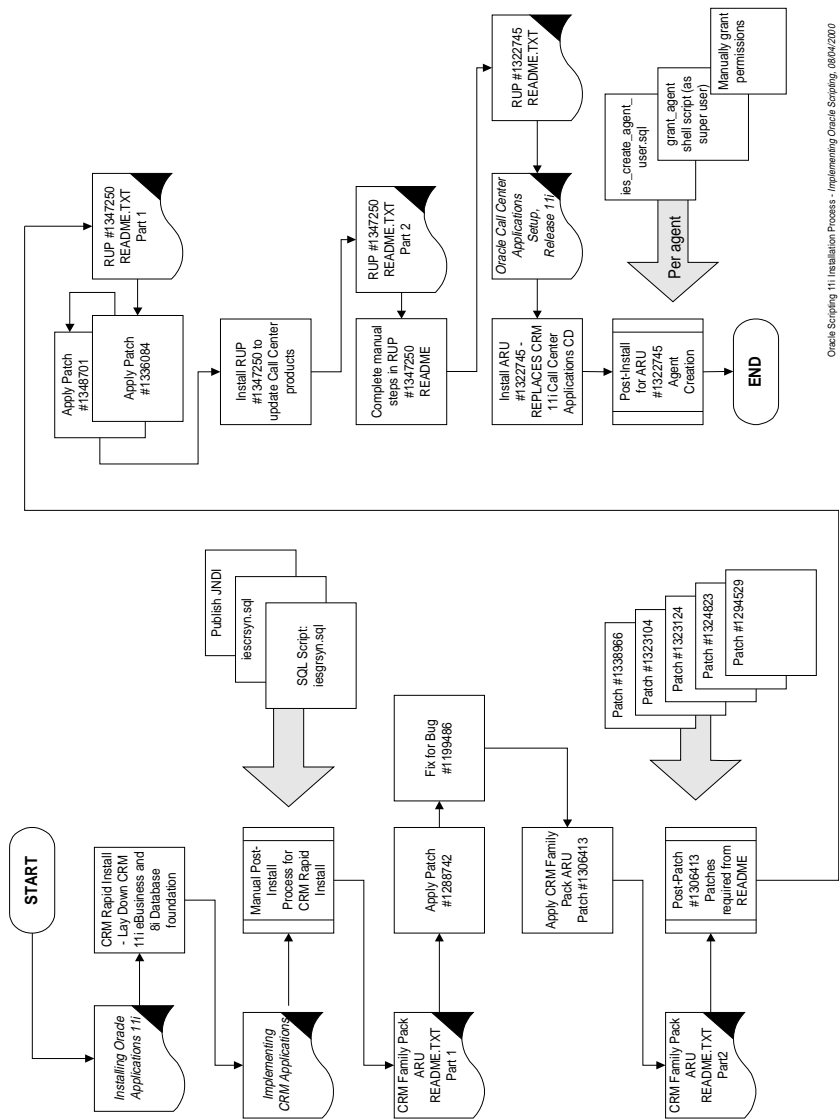 START
Installing Oracle
Applications 11i
CRM Rapid Install
- Lay Down CRM
11i eBusiness and
8i Database
foundation
Implementing
CRM Applications
Manual Post-
Install
Process for
CRM Rapid
Install
Publish JNDI
iescrsyn.sql
SQL Script:
iesgrsyn.sql
CRM Family Pack
ARU
README.TXT
Part 1
Apply Patch
#1288742
Fix for Bug
#1199486
Apply CRM Family
Pack ARU
Patch #1306413
CRM Family Pack
ARU
README.TXT
Part2
Post-Patch
#1306413
Patches
required from
README
Patch #1338966
Patch #1323104
Patch #1323124
Patch #1324823
Patch #1294529
RUP #1347250
README.TXT
Part 1
Apply Patch
#1348701
Apply Patch
#1336084
Install RUP
#1347250 to
update Call Center
products
RUP #1347250
README.TXT
Part 2
Complete manual
steps in RUP
#1347250
README
RUP #1322745
README.TXT
Oracle Call Center
Applications
Setup,
Release 11i
Install ARU
#1322745 -
REPLACES CRM
11i Call Center
Applications CD
Post-Install
for ARU
#1322745
Agent
Creation
Per agent
ies_create_agent_
user.sql
grant_agent
shell script (as
super user)
Manually grant
permissions
END
Oracle Scripting 11i Installation Process - Implementing Oracle Scripting, 08/04/2000